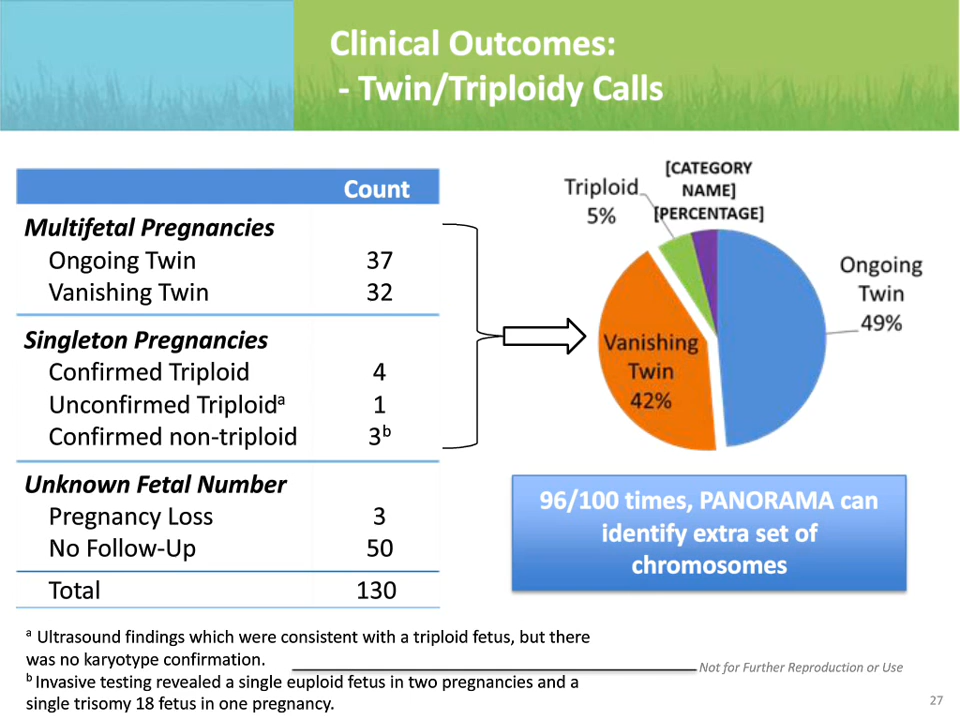 Clinical Outcomes:
- Twin/Triploidy Calls
Count
Multifetal Pregnancies
Ongoing Twin 37
Vanishing Twin 32
Singleton Pregnancies
Confirmed Triploid 4
Unconfirmed Triploidᵃ 1
Confirmed non-triploid 3ᵇ
Unknown Fetal Number
Pregnancy Loss 3
No Follow-Up 50
Total 130
[CATEGORY
NAME]
[PERCENTAGE]
Triploid
5%
Ongoing
Twin
49%
Vanishing
Twin
42%
96/100 times, PANORAMA can
identify extra set of
chromosomes
ᵃ Ultrasound findings which were consistent with a triploid fetus, but there
was no karyotype confirmation.
ᵇ Invasive testing revealed a single euploid fetus in two pregnancies and a
single trisomy 18 fetus in one pregnancy.
Not for Further Reproduction or Use
27